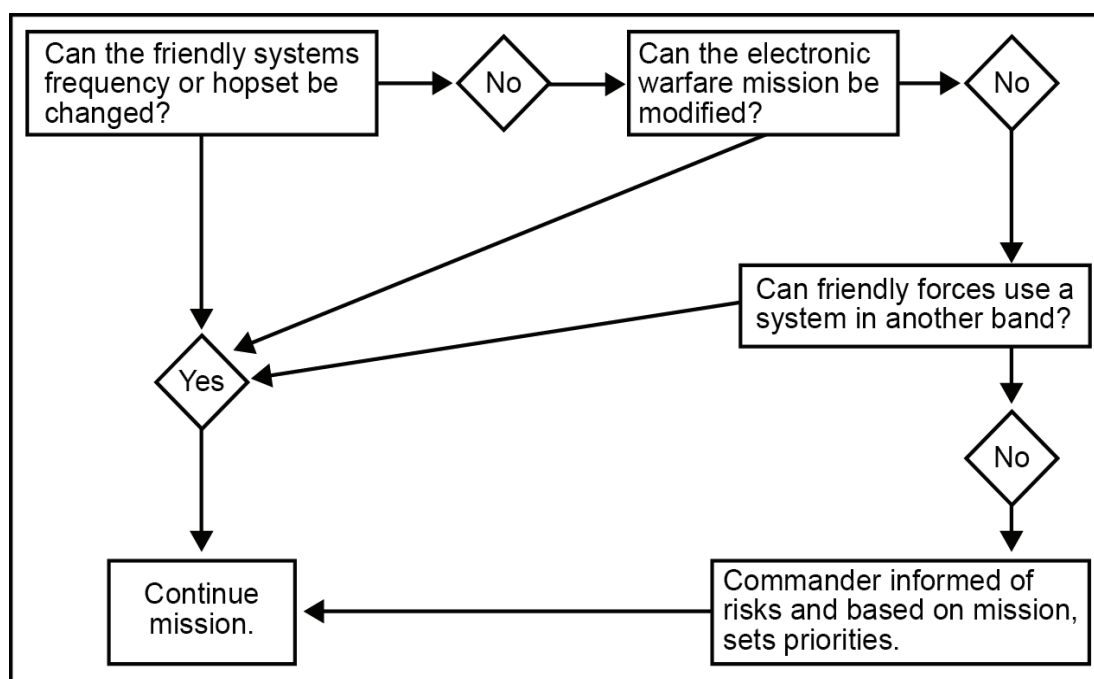 Can the friendly systems
frequency or hopset be
changed?
No
Can the electronic
warfare mission be
modified?
No
Can friendly forces use a
system in another band?
Yes
No
Continue
mission.
Commander informed of
risks and based on mission,
sets priorities.